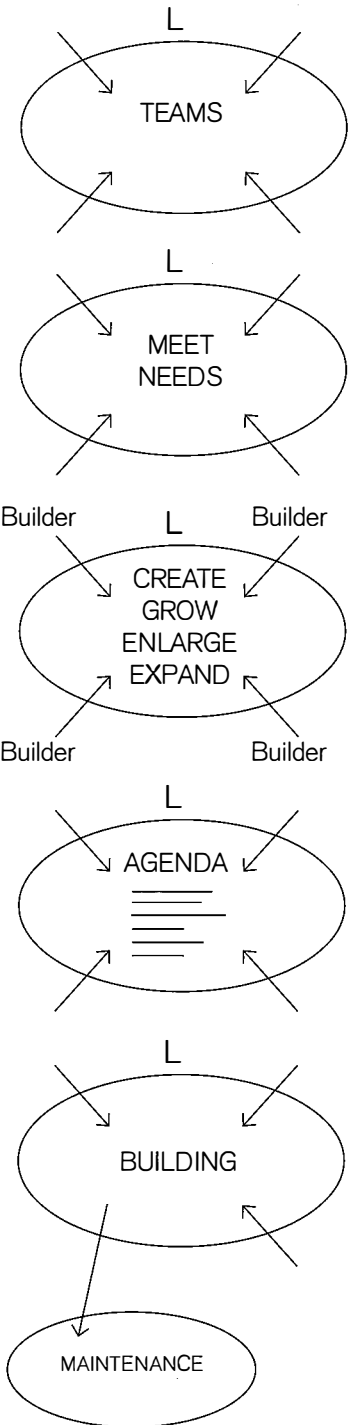 L
TEAMS
L
MEET
NEEDS
Builder L Builder
CREATE
GROW
ENLARGE
EXPAND
Builder Builder
L
AGENDA
L
BUILDING
MAINTENANCE